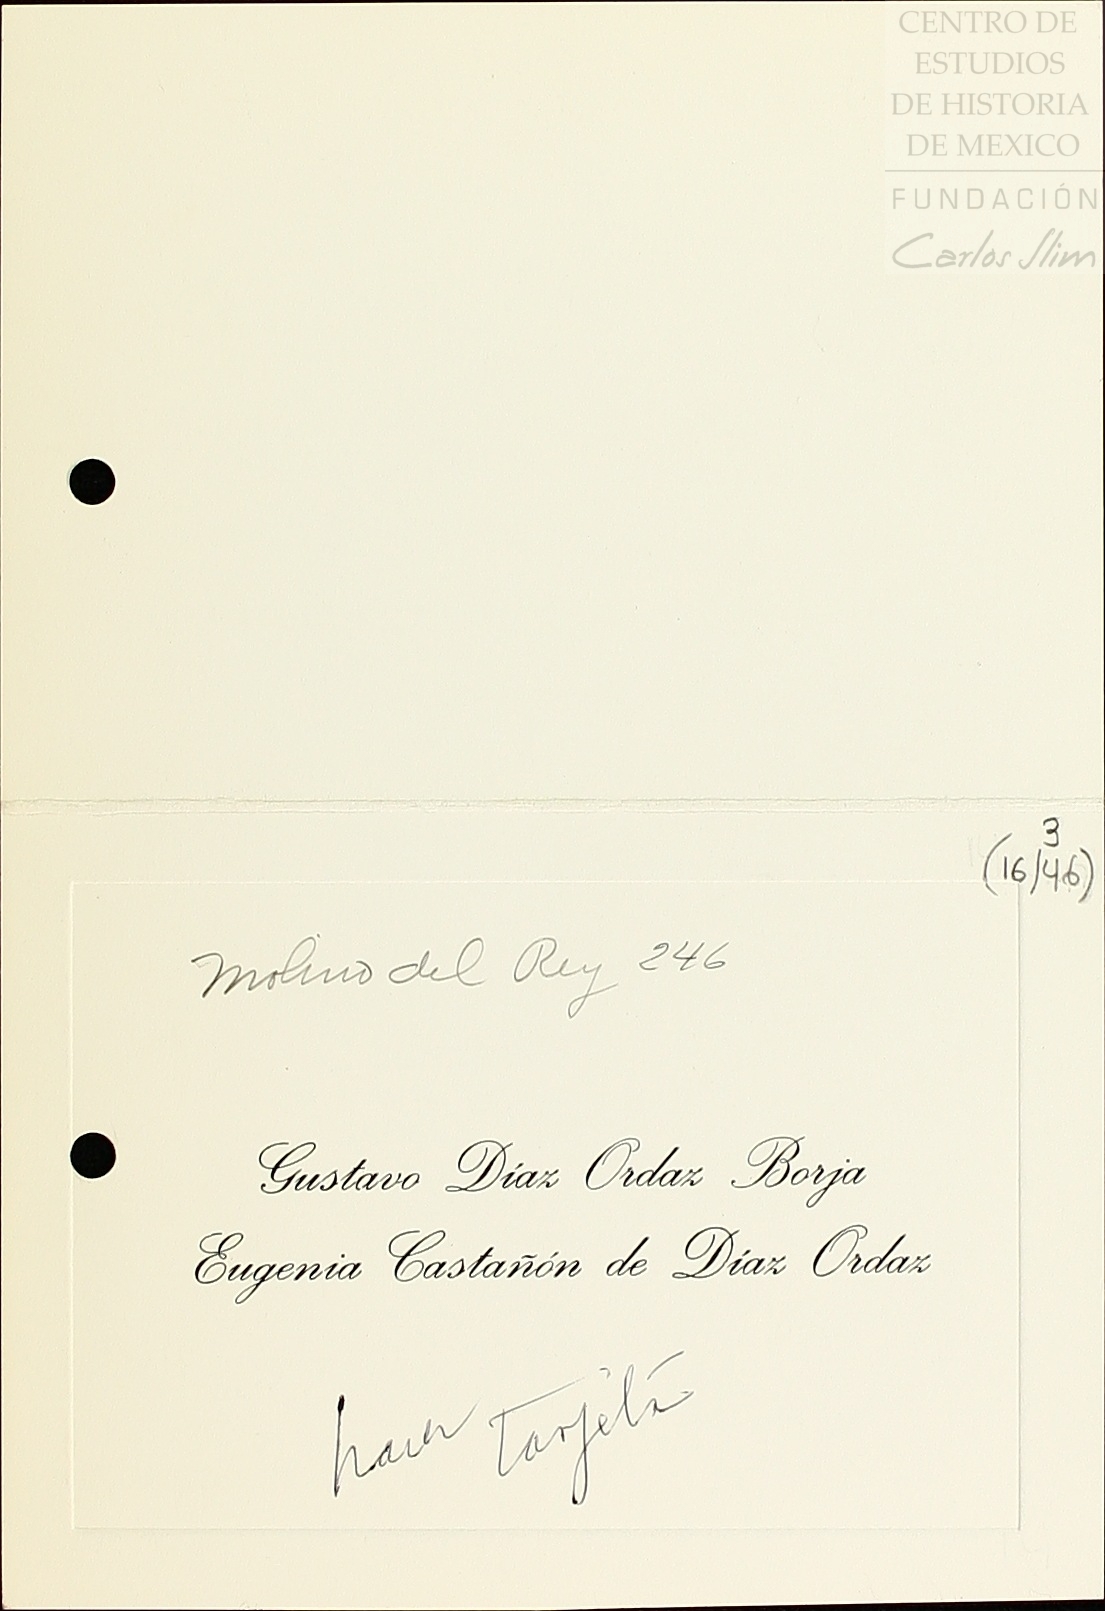 CENTRO DE
ESTUDIOS
DE HISTORIA
DE MEXICO
FUNDACIÓN
Carlos Slim
3
(16/46)
Molino del Rey 246
Gustavo Díaz Ordaz Borja
Eugenia Castañón de Díaz Ordaz
hacer Tarjeta